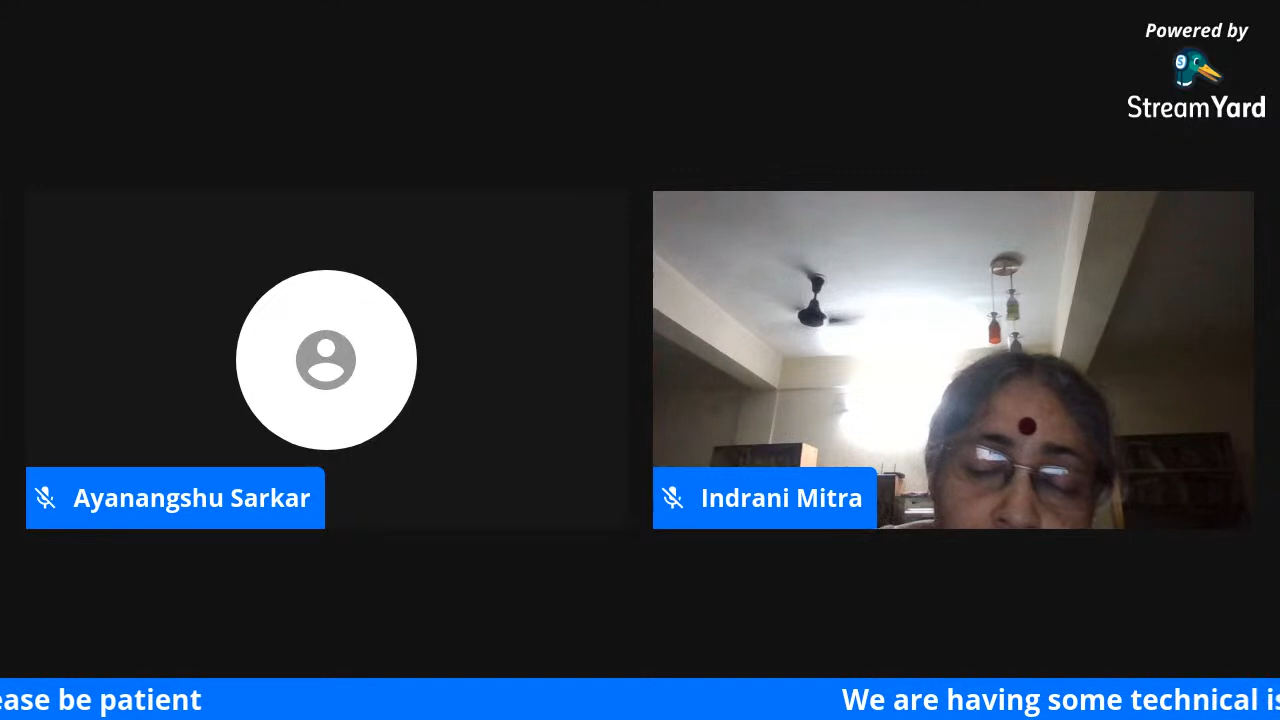 Powered by
StreamYard
Ayanangshu Sarkar
Indrani Mitra
ease be patient
We are having some technical is